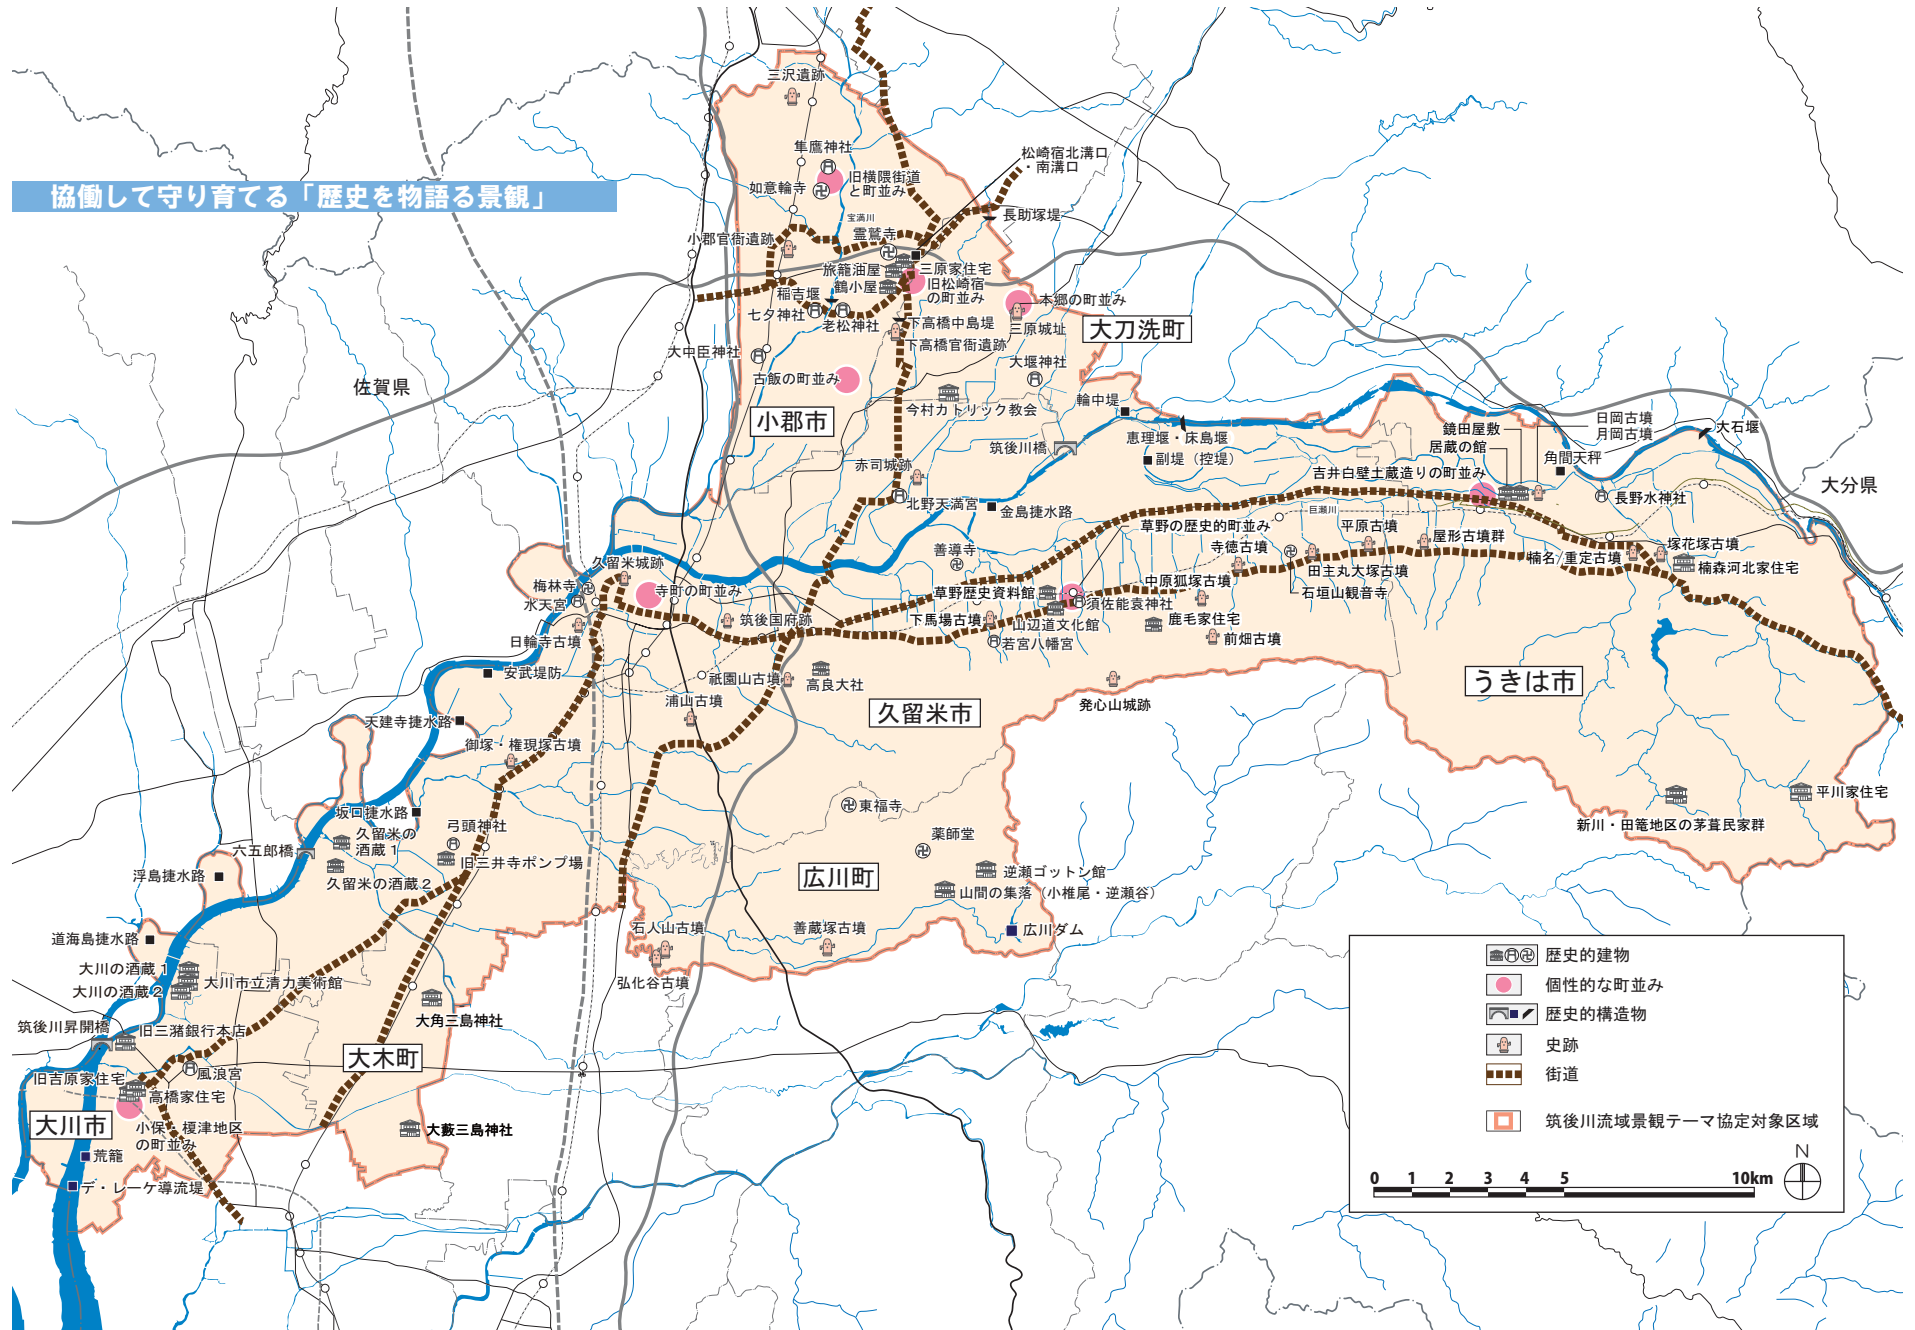 協働して守り育てる「歴史を物語る景観」
三沢遺跡
隼鷹神社
如意輪寺
旧横隈街道
と町並み
松崎宿北溝口
・南溝口
長助塚堤
宝満川
霊鷲寺
小郡官衙遺跡
旅籠油屋
三原家住宅
鶴小屋
旧松崎宿
の町並み
稲吉堰
七夕神社
老松神社
本郷の町並み
三原城址
下高橋中島堤
下高橋官衙遺跡
大刀洗町
大中臣神社
大堰神社
佐賀県
古飯の町並み
今村カトリック教会
輪中堤
小郡市
恵理堰・床島堰
筑後川橋
副堤（控堤）
赤司城跡
鏡田屋敷
居蔵の館
日岡古墳
月岡古墳
大石堰
角間天秤
吉井白壁土蔵造りの町並み
大分県
長野水神社
北野天満宮
金島捷水路
巨瀬川
草野の歴史的町並み
平原古墳
屋形古墳群
善導寺
寺徳古墳
楠名/重定古墳
塚花塚古墳
楠森河北家住宅
久留米城跡
梅林寺
水天宮
寺町の町並み
中原狐塚古墳
田主丸大塚古墳
石垣山観音寺
草野歴史資料館
須佐能袁神社
下馬場古墳
山辺道文化館
鹿毛家住宅
筑後国府跡
日輪寺古墳
若宮八幡宮
前畑古墳
安武堤防
祇園山古墳
高良大社
うきは市
浦山古墳
久留米市
発心山城跡
天建寺捷水路
御塚・権現塚古墳
坂口捷水路
東福寺
平川家住宅
新川・田篭地区の茅葺民家群
久留米の
酒蔵１
弓頭神社
薬師堂
六五郎橋
旧三井寺ポンプ場
久留米の酒蔵２
浮島捷水路
広川町
逆瀬ゴットン館
山間の集落（小椎尾・逆瀬谷）
石人山古墳
善蔵塚古墳
広川ダム
道海島捷水路
大川の酒蔵１
大川市立清力美術館
大川の酒蔵２
弘化谷古墳
大角三島神社
筑後川昇開橋
旧三潴銀行本店
大木町
風浪宮
旧吉原家住宅
高橋家住宅
大川市
小保、榎津地区
の町並み
大藪三島神社
荒籠
デ・レーケ導流堤
歴史的建物
個性的な町並み
歴史的構造物
史跡
街道
筑後川流域景観テーマ協定対象区域
0 1 2 3 4 5 10km
N